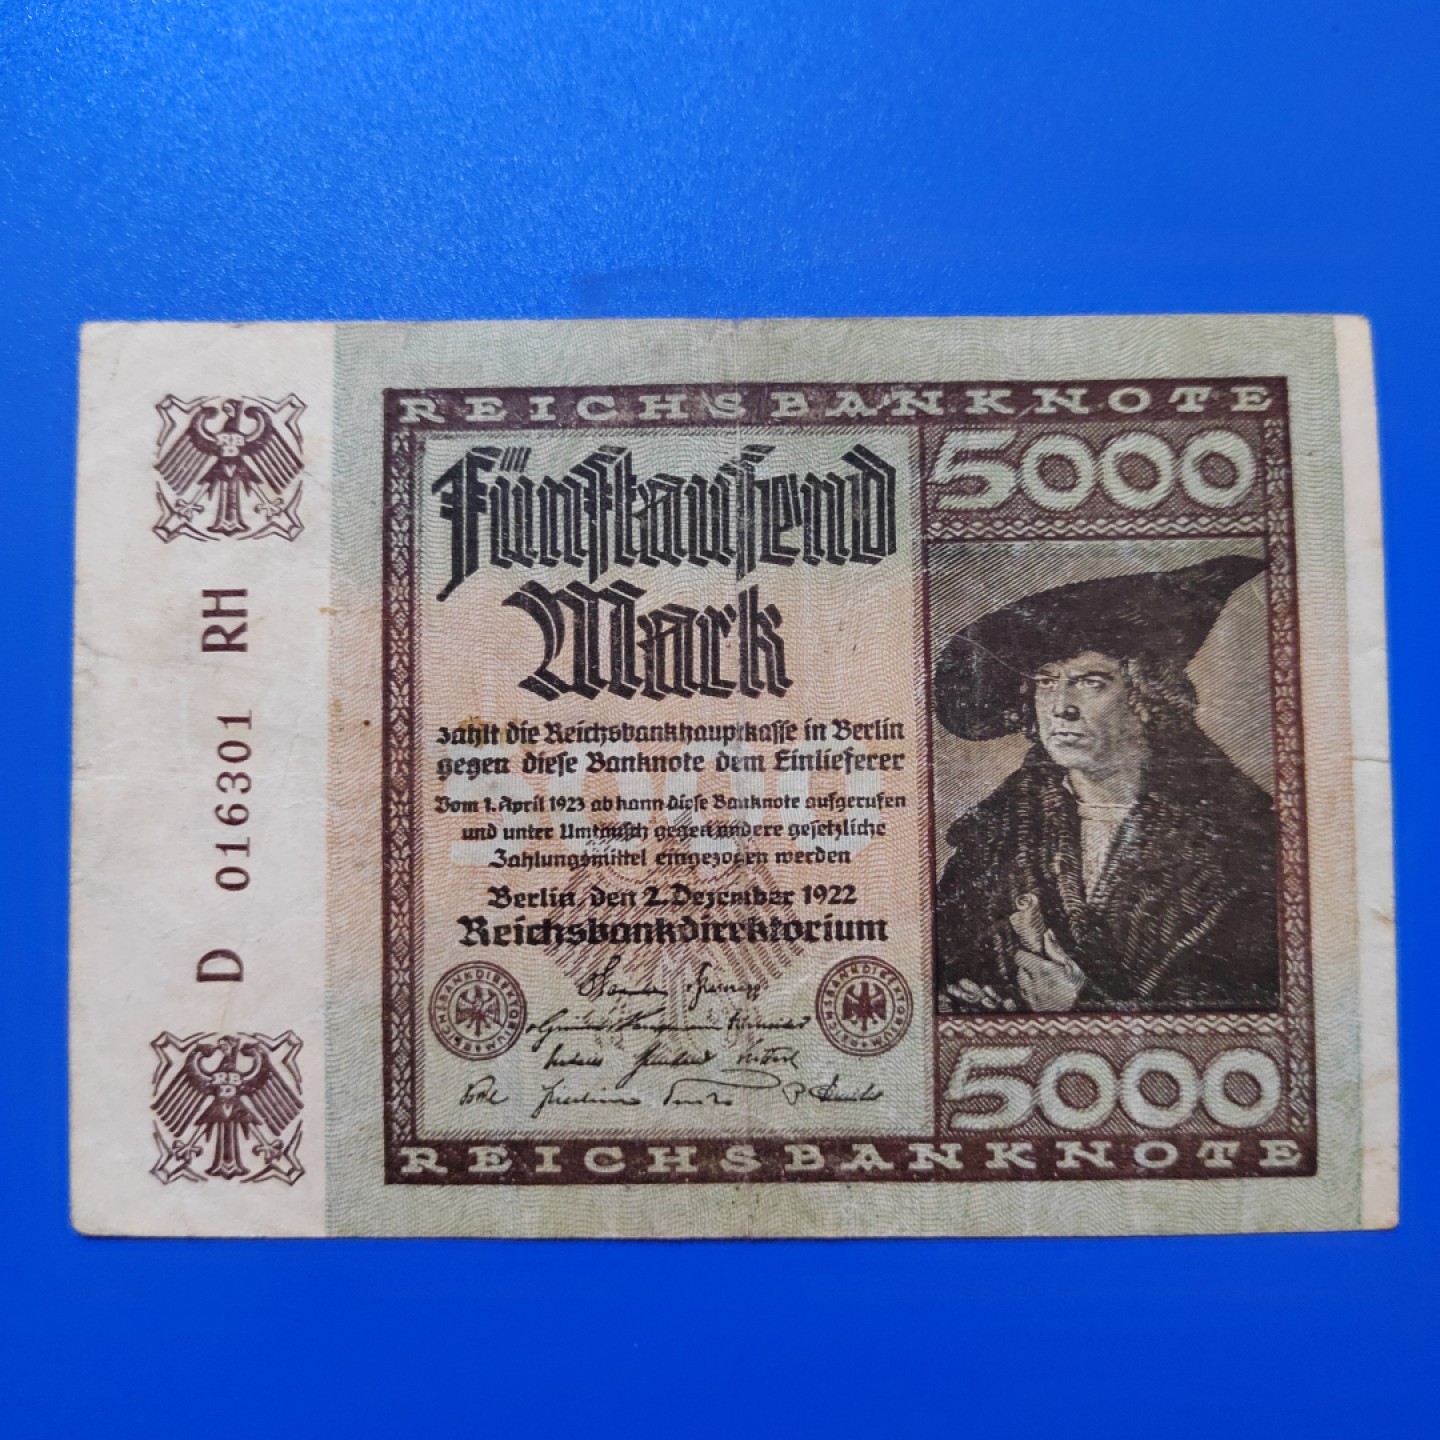 D 016301 RH
REICHSBANKNOTE
5000
Fünftausend
Mark
zahlt die Reichsbankhauptkasse in Berlin
gegen diese Banknote dem Einlieferer
Vom 1. April 1923 ab kann diese Banknote aufgerufen
und unter Umtausch gegen andere gesetzliche
Zahlungsmittel eingezogen werden
Berlin, den 2. Dezember 1922
Reichsbankdirektorium
REICHSBANKDIREKTORIUM
REICHSBANKDIREKTORIUM
5000
REICHSBANKNOTE